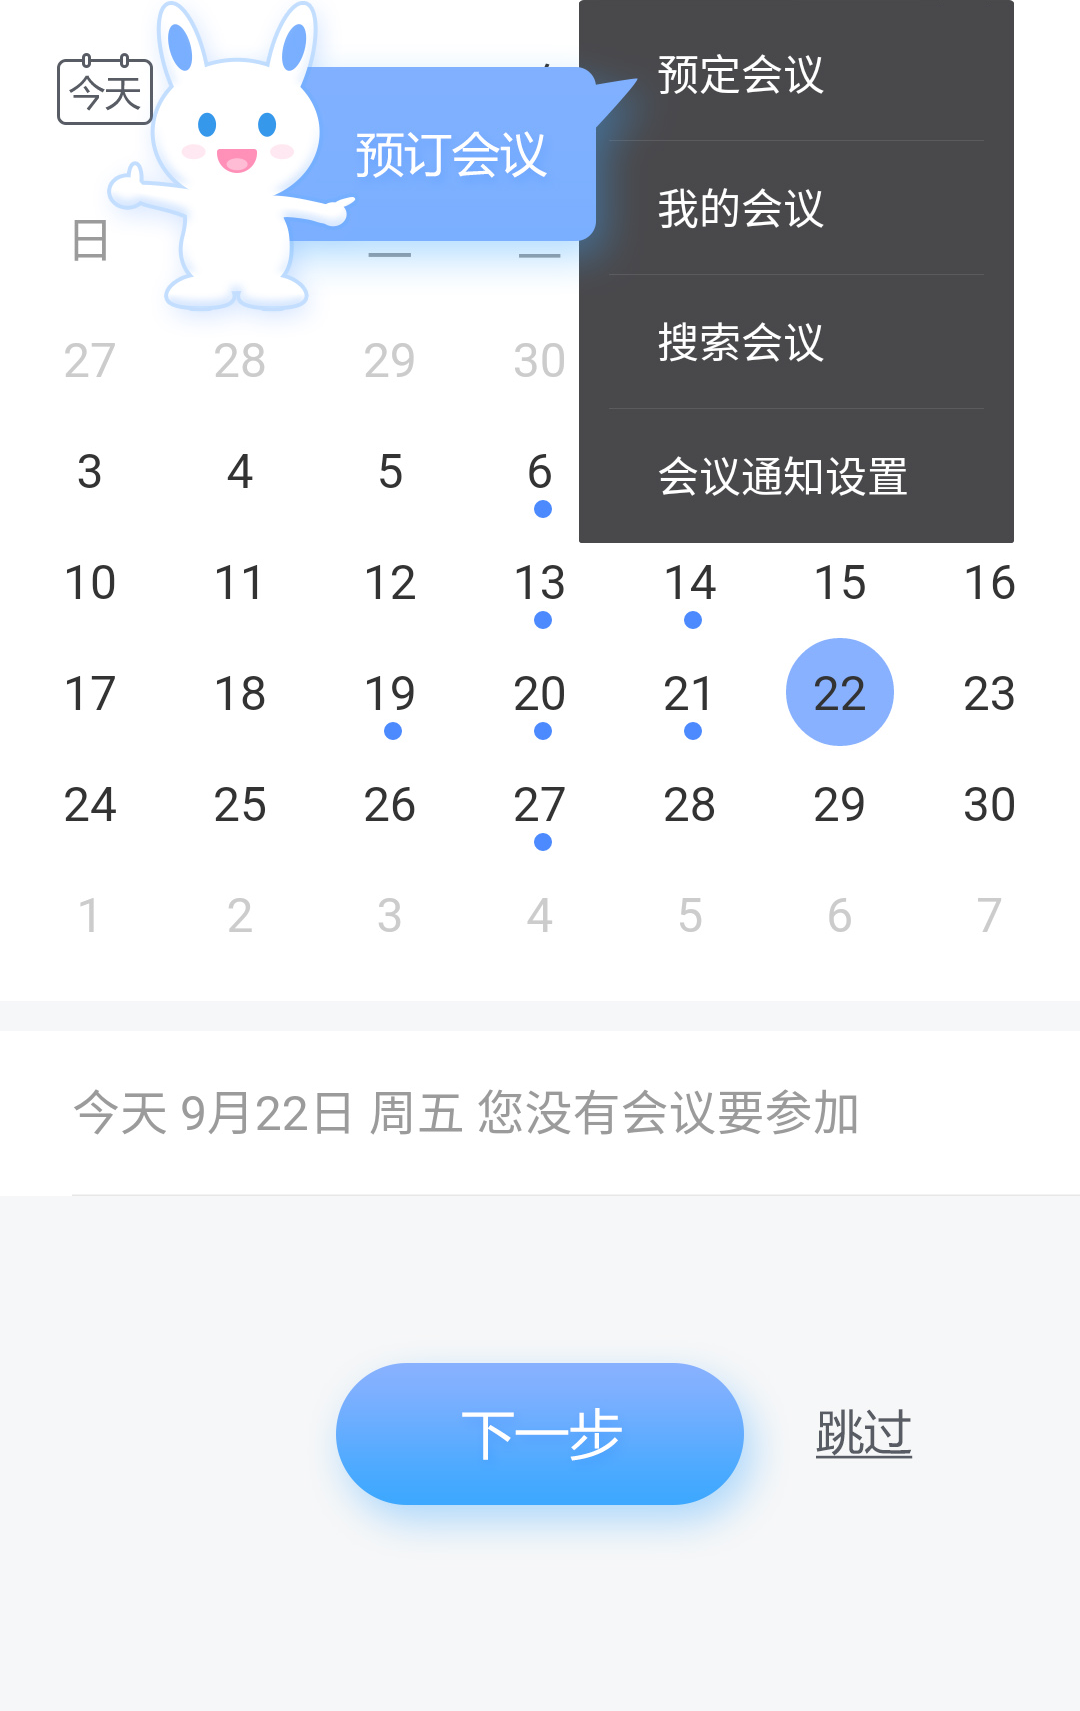 今天
预订会议
预定会议
我的会议
搜索会议
会议通知设置
日
27 28 29 30
3 4 5 6
10 11 12 13 14 15 16
17 18 19 20 21 22 23
24 25 26 27 28 29 30
1 2 3 4 5 6 7
今天 9月22日 周五 您没有会议要参加
下一步
跳过